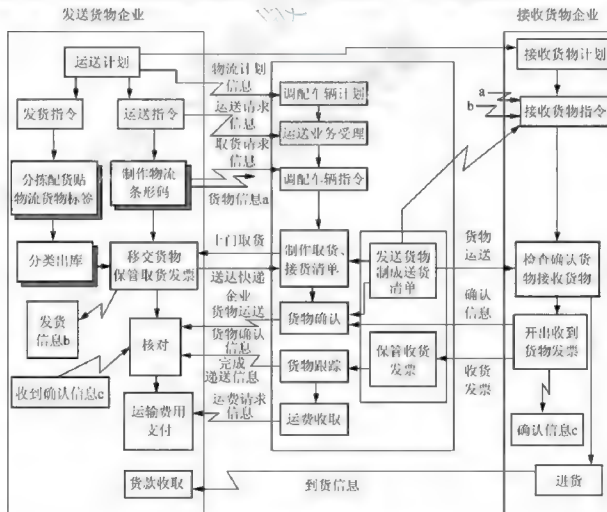 发送货物企业
接收货物企业
运送计划
物流计划
信息
接收货物计划
调配车辆计划
a
发货指令
运送指令
运送请求
信息
b
接收货物指令
运送业务受理
取货请求
信息
分拣配货贴
物流货物标签
制作物流
条形码
调配车辆指令
货物信息a
上门取货
货物
运送
分类出库
移交货物
保管取货发票
制作取货、
接货清单
发送货物
制成送货
清单
检查确认货
物接收货物
送达快递
企业
确认
信息
发货
信息b
货物运送
货物确认
开出收到
货物发票
核对
货物确认
信息
保管收货
发票
完成
递送信息
货物跟踪
收货
发票
收到确认信息c
运费请求
信息
运输费用
支付
运费收取
确认信息c
货款收取
到货信息
进货